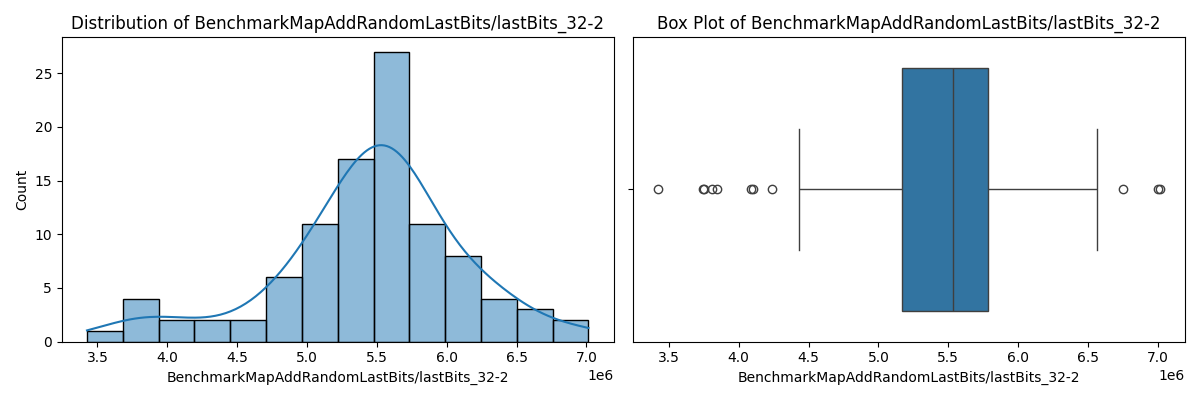 Distribution of BenchmarkMapAddRandomLastBits/lastBits_32-2
Count
25
20
15
10
5
0
3.5 4.0 4.5 5.0 5.5 6.0 6.5 7.0
1e6
BenchmarkMapAddRandomLastBits/lastBits_32-2
Box Plot of BenchmarkMapAddRandomLastBits/lastBits_32-2
3.5 4.0 4.5 5.0 5.5 6.0 6.5 7.0
1e6
BenchmarkMapAddRandomLastBits/lastBits_32-2